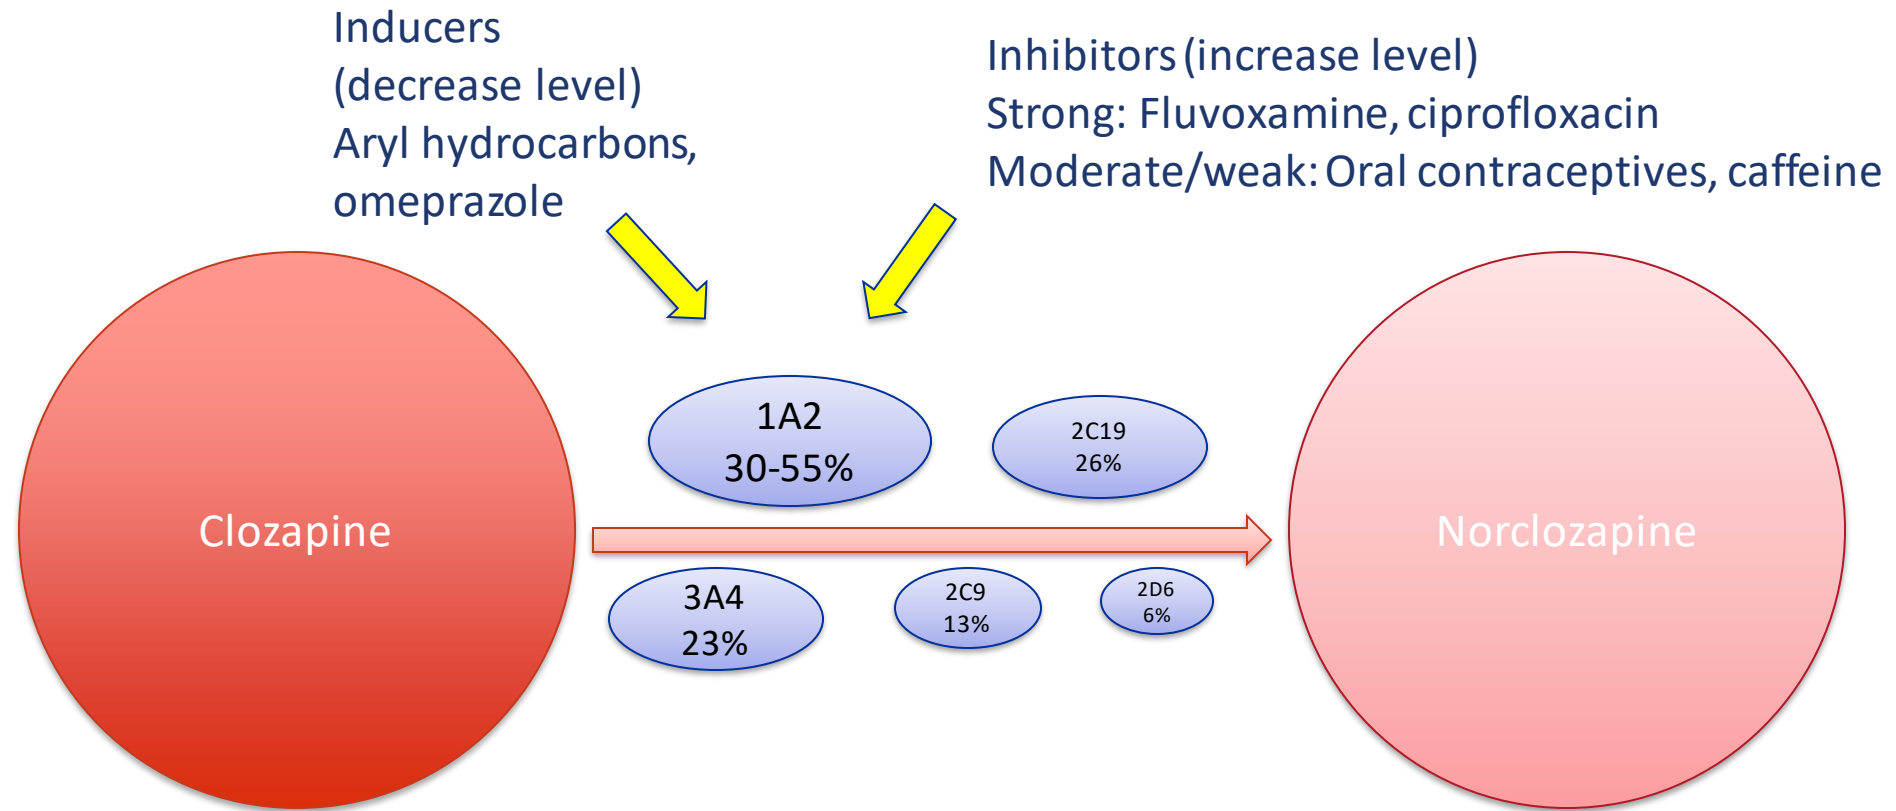 Inducers
(decrease level)
Aryl hydrocarbons,
omeprazole
Inhibitors (increase level)
Strong: Fluvoxamine, ciprofloxacin
Moderate/weak: Oral contraceptives, caffeine
Clozapine
1A2
30-55%
2C19
26%
3A4
23%
2C9
13%
2D6
6%
Norclozapine